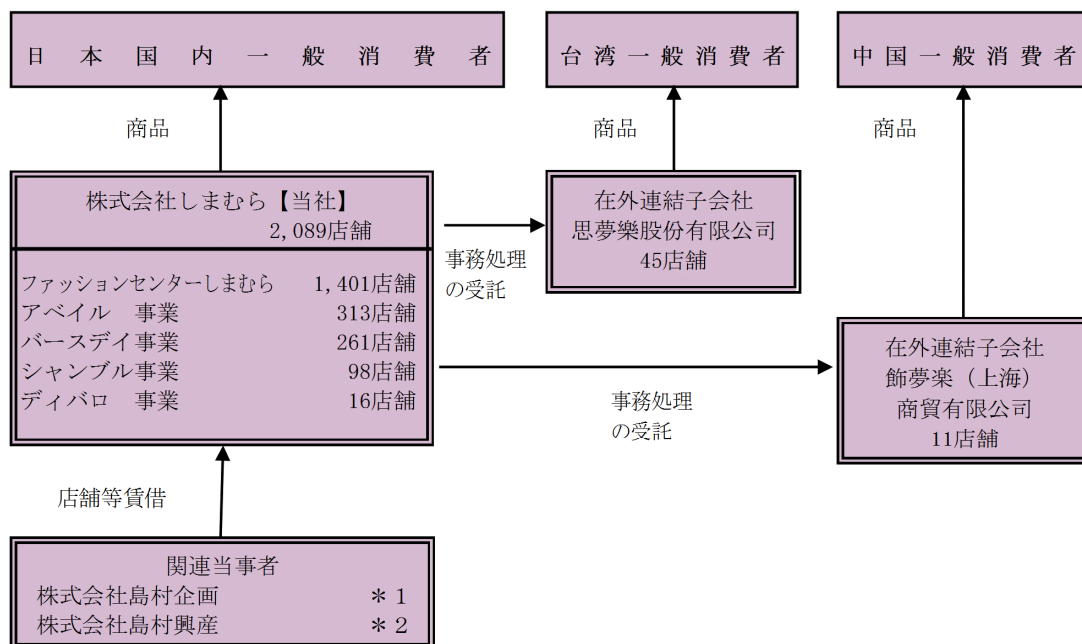 日本国内一般消費者
台湾一般消費者
中国一般消費者
商品
商品
商品
株式会社しまむら【当社】
2,089店舗
ファッションセンターしまむら 1,401店舗
アベイル 事業 313店舗
バースデイ事業 261店舗
シャンブル事業 98店舗
ディバロ 事業 16店舗
事務処理
の受託
在外連結子会社
思夢樂股份有限公司
45店舗
事務処理
の受託
在外連結子会社
飾夢楽（上海）
商貿有限公司
11店舗
店舗等賃借
関連当事者
株式会社島村企画 ＊1
株式会社島村興産 ＊2